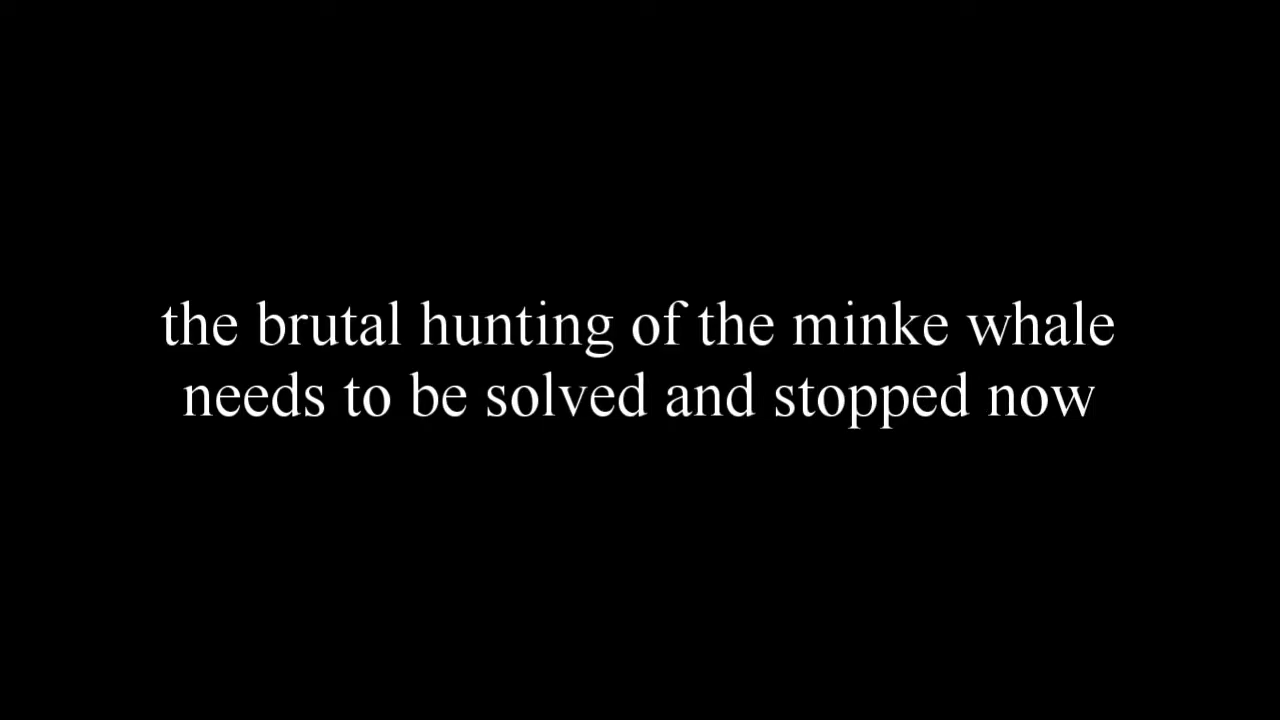 the brutal hunting of the minke whale
needs to be solved and stopped now